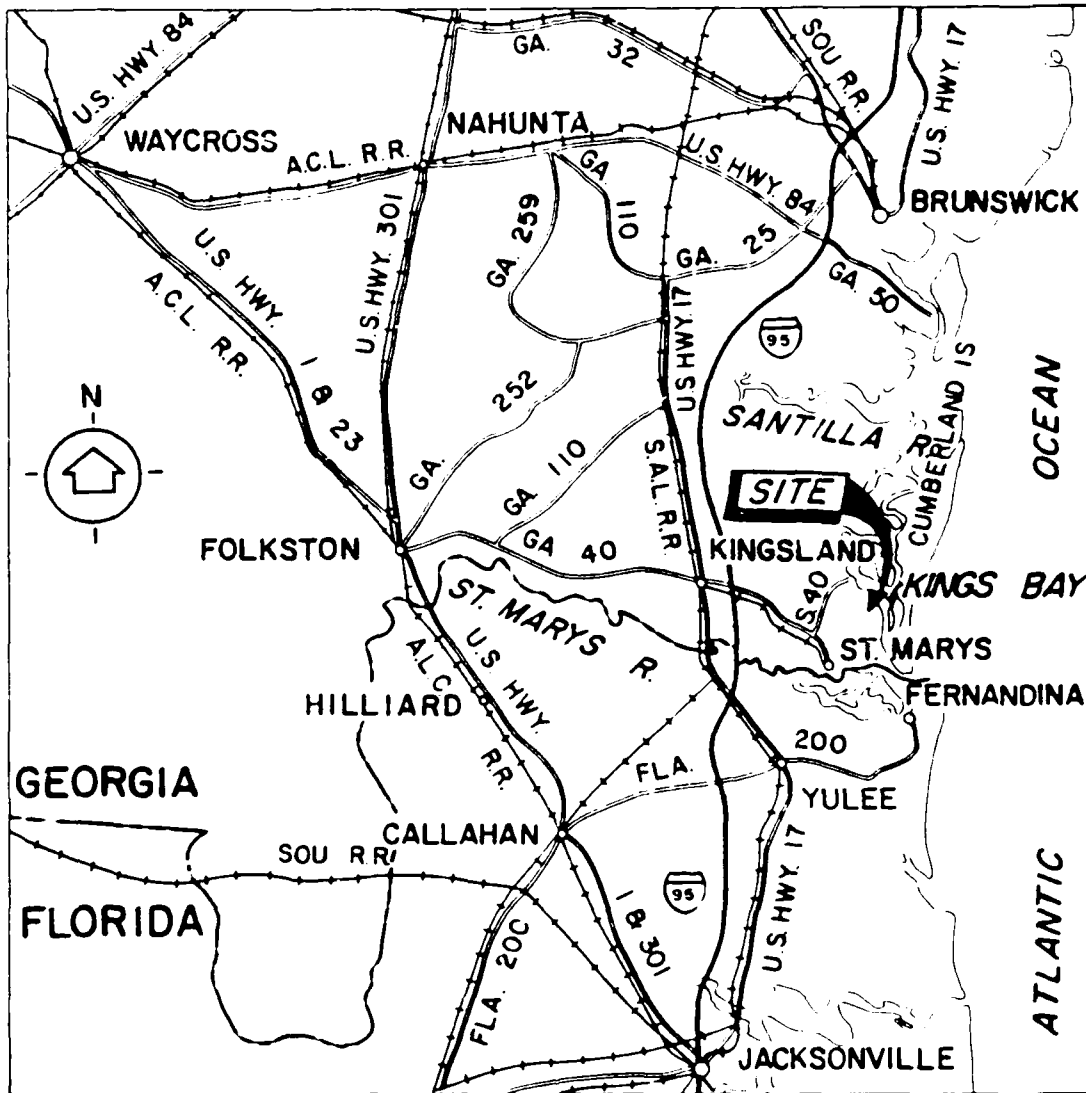 U.S. HWY. 84
GA. 32
SOU R.R.
U.S. HWY. 17
WAYCROSS
NAHUNTA
A.C.L. R.R.
U.S. HWY. 84
BRUNSWICK
U.S. HWY. 301
GA 259
GA 110
GA. 25
GA 50
U.S. HWY.
1 & 23
A.C.L.
R.R.
95
U.S HWY. 17
CUMBERLAND IS
OCEAN
N
GA. 252
GA 110
SANTILLA R.
S.A.L. R.R
SITE
FOLKSTON
GA 40
KINGSLAND
S.40
KINGS BAY
ST. MARYS R.
ST. MARYS
A.L.C.
R.R.
U.S HWY.
HILLIARD
FERNANDINA
200
FLA.
GEORGIA
YULEE
CALLAHAN
SOU R.R.
FLORIDA
95
1 & 301
U.S. HWY. 17
FLA. 20C
ATLANTIC
JACKSONVILLE